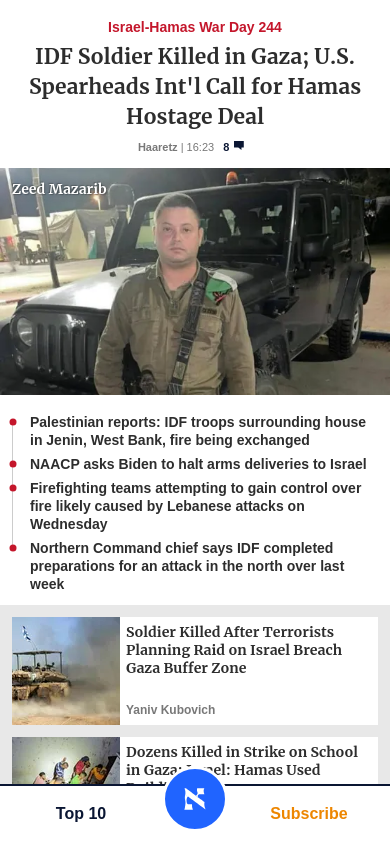 Israel-Hamas War Day 244
IDF Soldier Killed in Gaza; U.S.
Spearheads Int'l Call for Hamas
Hostage Deal
Haaretz | 16:23 8
Zeed Mazarib
Palestinian reports: IDF troops surrounding house
in Jenin, West Bank, fire being exchanged
NAACP asks Biden to halt arms deliveries to Israel
Firefighting teams attempting to gain control over
fire likely caused by Lebanese attacks on
Wednesday
Northern Command chief says IDF completed
preparations for an attack in the north over last
week
Soldier Killed After Terrorists
Planning Raid on Israel Breach
Gaza Buffer Zone
Yaniv Kubovich
Dozens Killed in Strike on School
in Gaza; Israel: Hamas Used
Top 10
Subscribe